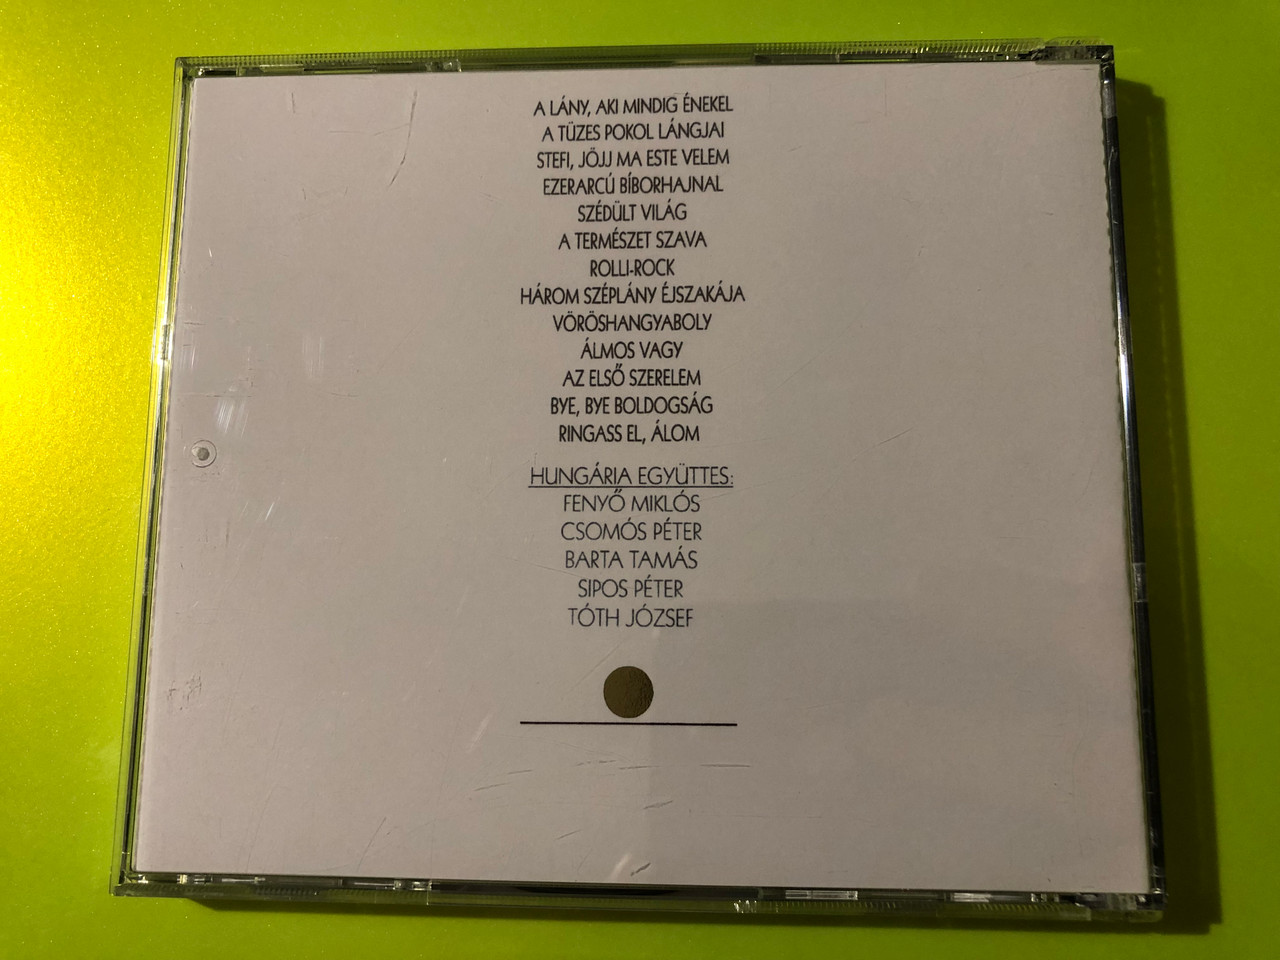 A LÁNY, AKI MINDIG ÉNEKEL
A TÜZES POKOL LÁNGJAI
STEFI, JÖJJ MA ESTE VELEM
EZERARCÚ BÍBORHAJNAL
SZÉDÜLT VILÁG
A TERMÉSZET SZAVA
ROLLI-ROCK
HÁROM SZÉPLÁNY ÉJSZAKÁJA
VÖRÖSHANGYABOLY
ÁLMOS VAGY
AZ ELSŐ SZERELEM
BYE, BYE BOLDOGSÁG
RINGASS EL, ÁLOM
HUNGÁRIA EGYÜTTES:
FENYŐ MIKLÓS
CSOMÓS PÉTER
BARTA TAMÁS
SIPOS PÉTER
TÓTH JÓZSEF